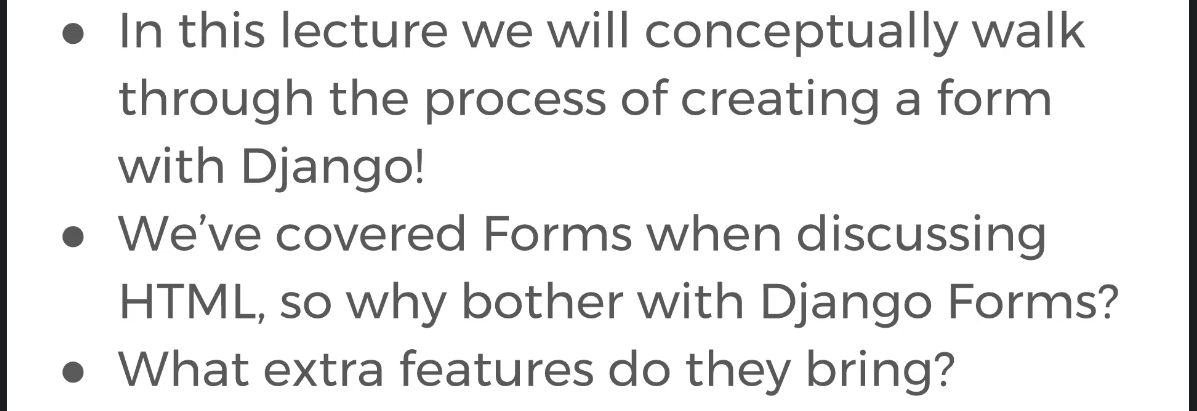 ● In this lecture we will conceptually walk
through the process of creating a form
with Django!
● We’ve covered Forms when discussing
HTML, so why bother with Django Forms?
● What extra features do they bring?